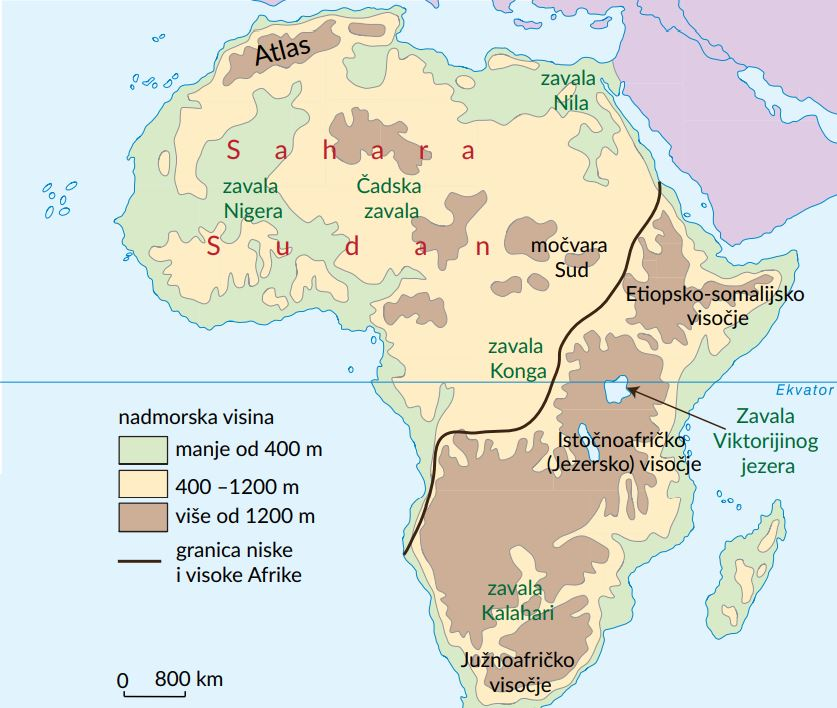 Atlas
zavala
Nila
S a h a r a
zavala
Nigera
Čadska
zavala
S u d a n
močvara
Sud
Etiopsko-somalijsko
visočje
zavala
Konga
Ekvator
Zavala
Viktorijinog
jezera
Istočnoafričko
(Jezersko) visočje
nadmorska visina
manje od 400 m
400 –1200 m
više od 1200 m
granica niske
i visoke Afrike
zavala
Kalahari
Južnoafričko
visočje
0 800 km